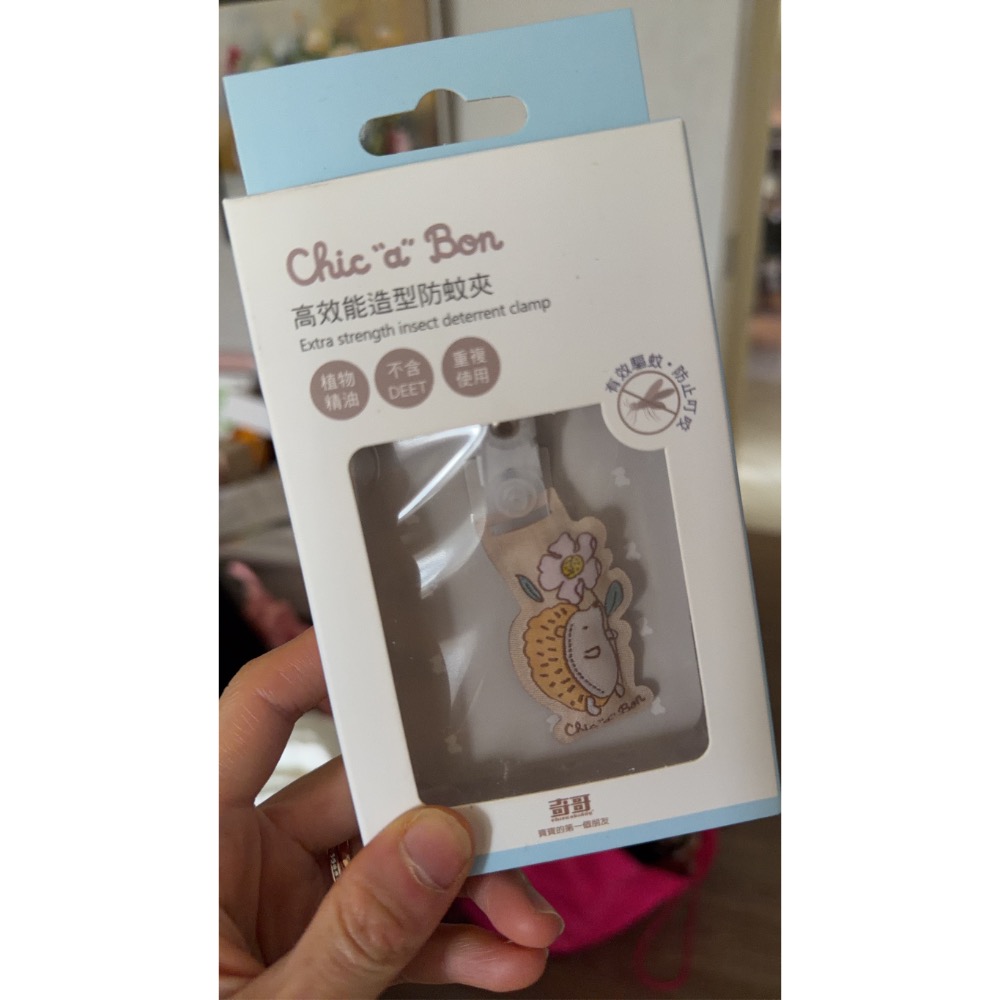 Chic "a" Bon
高效能造型防蚊夾
Extra strength insect deterrent clamp
植物
精油
不含
DEET
重複
使用
有效驅蚊・防止叮咬
Chic "a" Bon
奇哥
寶寶的第一個朋友